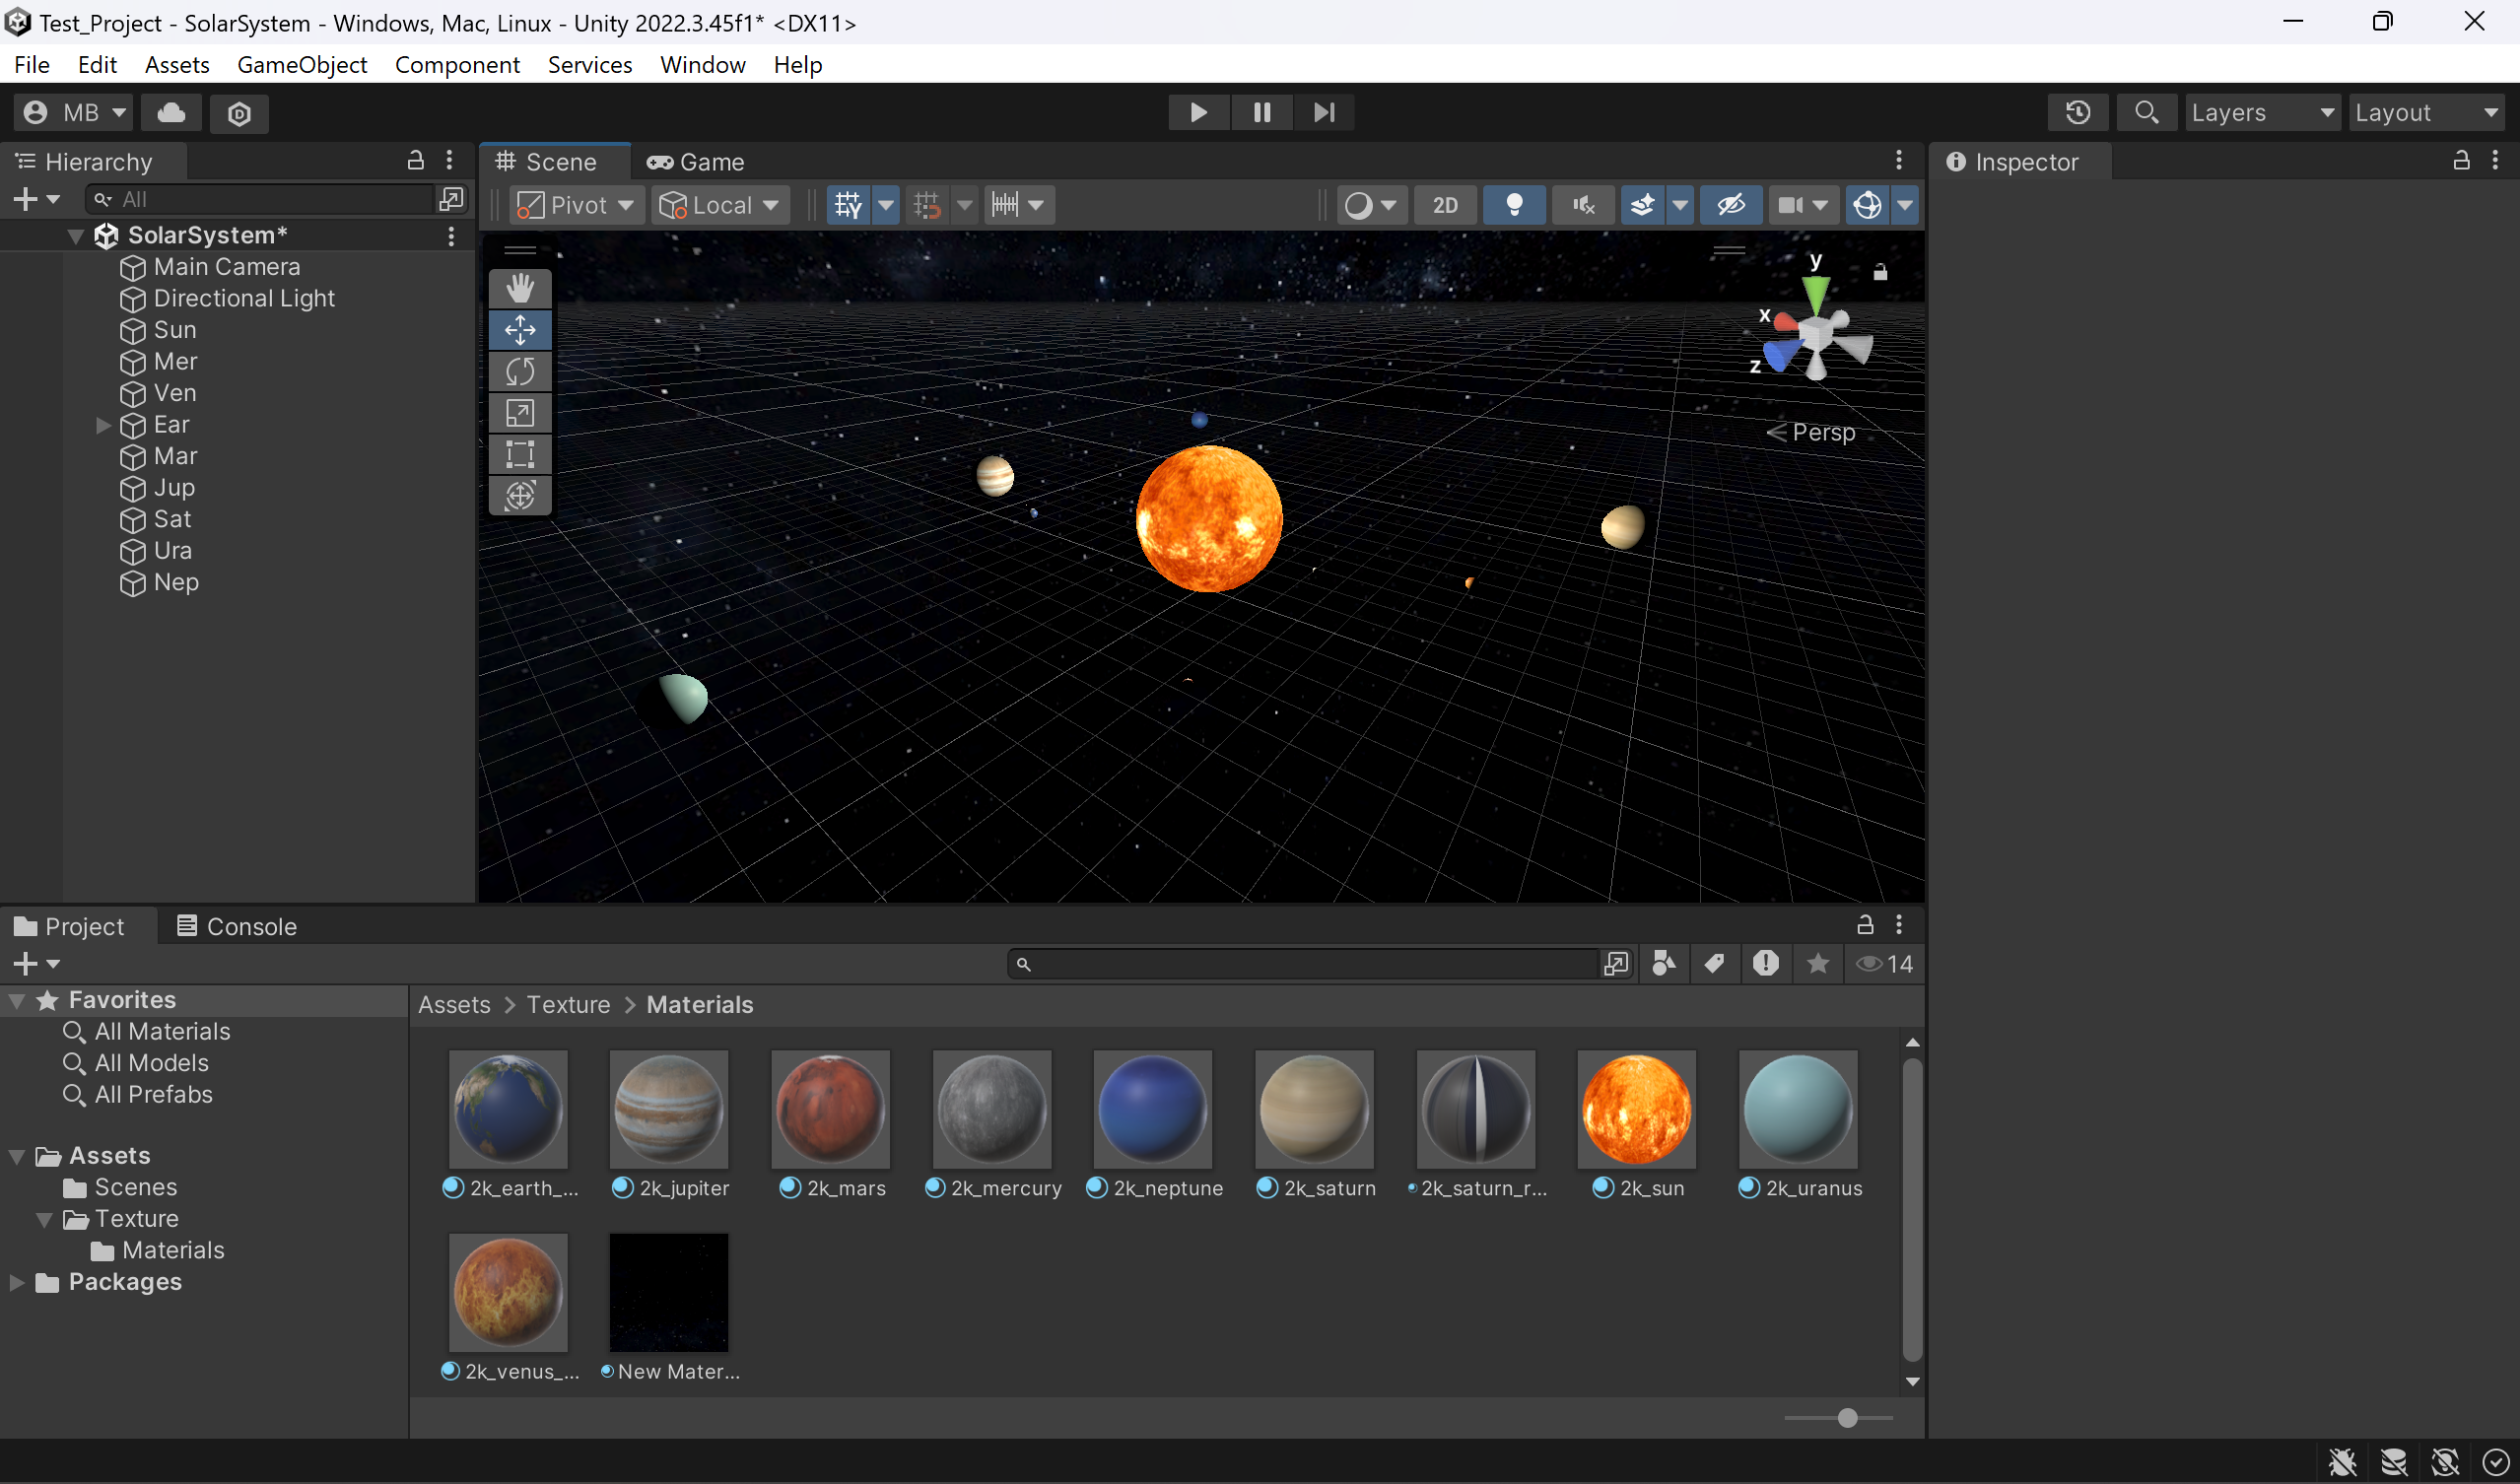 Test_Project - SolarSystem - Windows, Mac, Linux - Unity 2022.3.45f1* <DX11>
File Edit Assets GameObject Component Services Window Help
MB Layers Layout
Hierarchy
All
SolarSystem*
Main Camera
Directional Light
Sun
Mer
Ven
Ear
Mar
Jup
Sat
Ura
Nep
Scene Game
Pivot Local 2D
y
x
z
Persp
Inspector
Project Console
14
Favorites
All Materials
All Models
All Prefabs
Assets
Scenes
Texture
Materials
Packages
Assets > Texture > Materials
2k_earth_... 2k_jupiter 2k_mars 2k_mercury 2k_neptune 2k_saturn 2k_saturn_r... 2k_sun 2k_uranus
2k_venus_... New Mater...